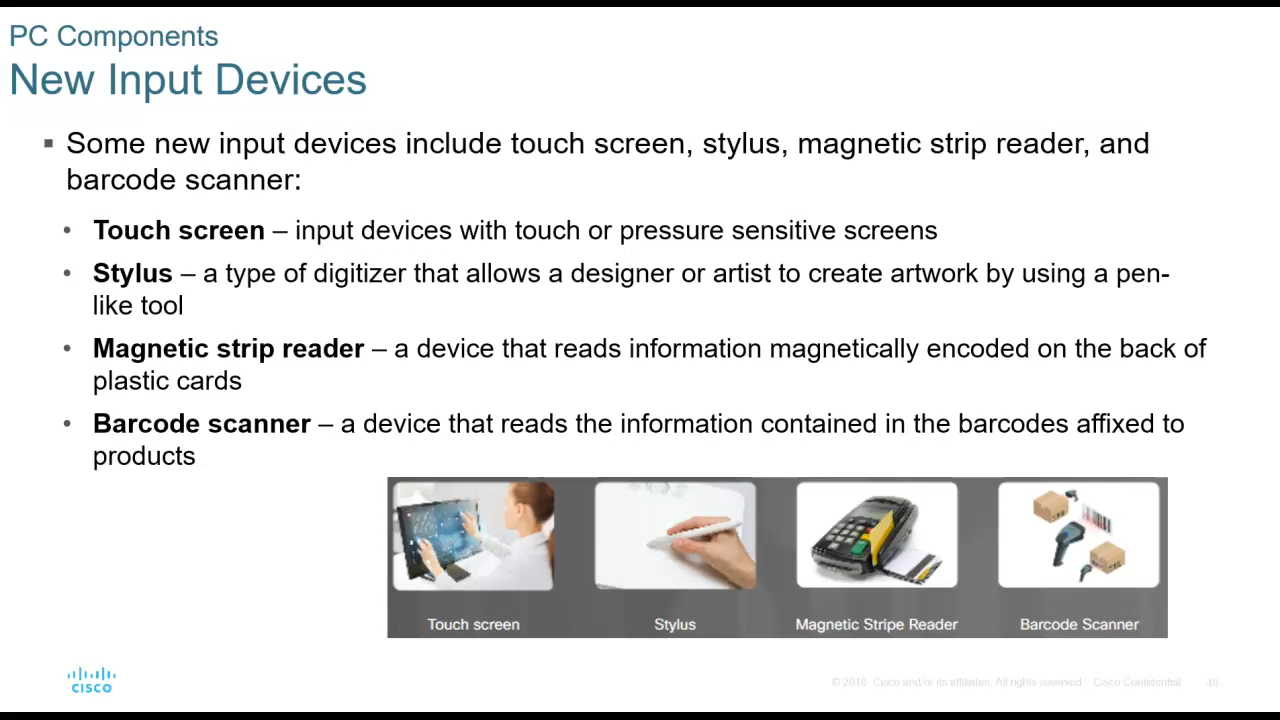 PC Components
New Input Devices
▪ Some new input devices include touch screen, stylus, magnetic strip reader, and
barcode scanner:
• Touch screen – input devices with touch or pressure sensitive screens
• Stylus – a type of digitizer that allows a designer or artist to create artwork by using a pen-
like tool
• Magnetic strip reader – a device that reads information magnetically encoded on the back of
plastic cards
• Barcode scanner – a device that reads the information contained in the barcodes affixed to
products
Touch screen Stylus Magnetic Stripe Reader Barcode Scanner
CISCO
© 2016 Cisco and/or its affiliates. All rights reserved. Cisco Confidential 48